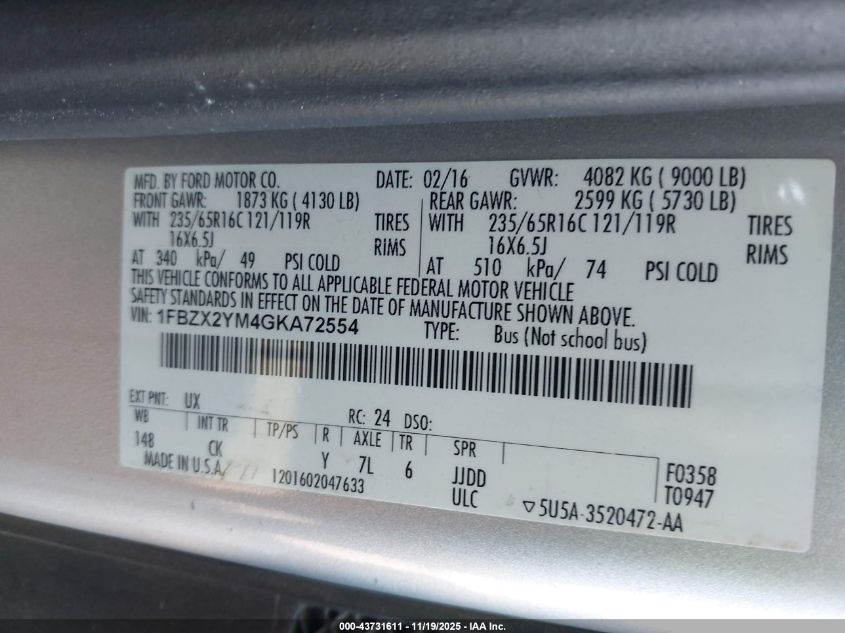 MFD. BY FORD MOTOR CO. DATE: 02/16 GVWR: 4082 KG ( 9000 LB)
FRONT GAWR: 1873 KG ( 4130 LB) REAR GAWR: 2599 KG ( 5730 LB)
WITH 235/65R16C 121/119R TIRES WITH 235/65R16C 121/119R TIRES
16X6.5J RIMS 16X6.5J RIMS
AT 340 kPa/ 49 PSI COLD AT 510 kPa/ 74 PSI COLD
THIS VEHICLE CONFORMS TO ALL APPLICABLE FEDERAL MOTOR VEHICLE
SAFETY STANDARDS IN EFFECT ON THE DATE OF MANUFACTURE SHOWN ABOVE.
VIN: 1FBZX2YM4GKA72554 TYPE: Bus (Not school bus)
EXT PNT: UX RC: 24 DSO:
WB INT TR TP/PS R AXLE TR SPR
148 CK Y 7L 6 JJDD F0358
MADE IN U.S.A. 1201602047633 ULC T0947
5U5A-3520472-AA
000-43731611 - 11/19/2025 - IAA Inc.